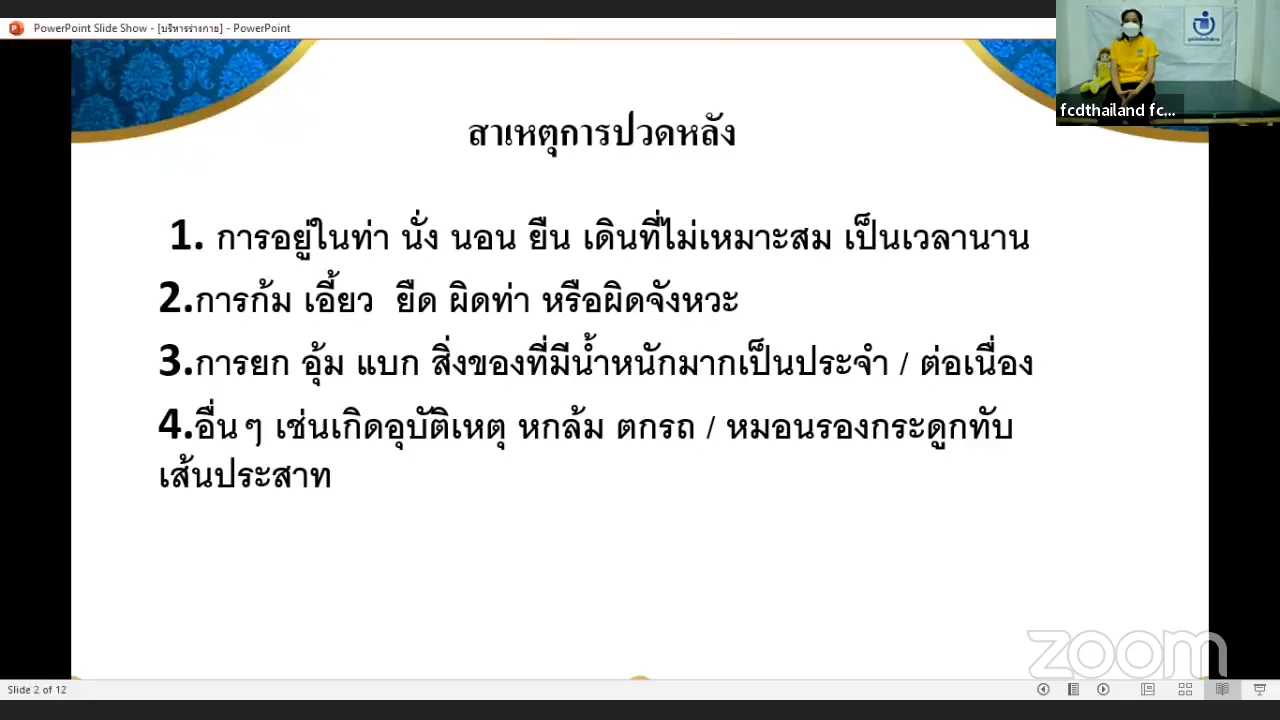 PowerPoint Slide Show - [บริหารร่างกาย] - PowerPoint
fcdthailand fc...
สาเหตุการปวดหลัง
1. การอยู่ในท่า นั่ง นอน ยืน เดินที่ไม่เหมาะสม เป็นเวลานาน
2.การก้ม เอี้ยว ยืด ผิดท่า หรือผิดจังหวะ
3.การยก อุ้ม แบก สิ่งของที่มีน้ำหนักมากเป็นประจำ / ต่อเนื่อง
4.อื่นๆ เช่นเกิดอุบัติเหตุ หกล้ม ตกรถ / หมอนรองกระดูกทับ
เส้นประสาท
zoom
Slide 2 of 12